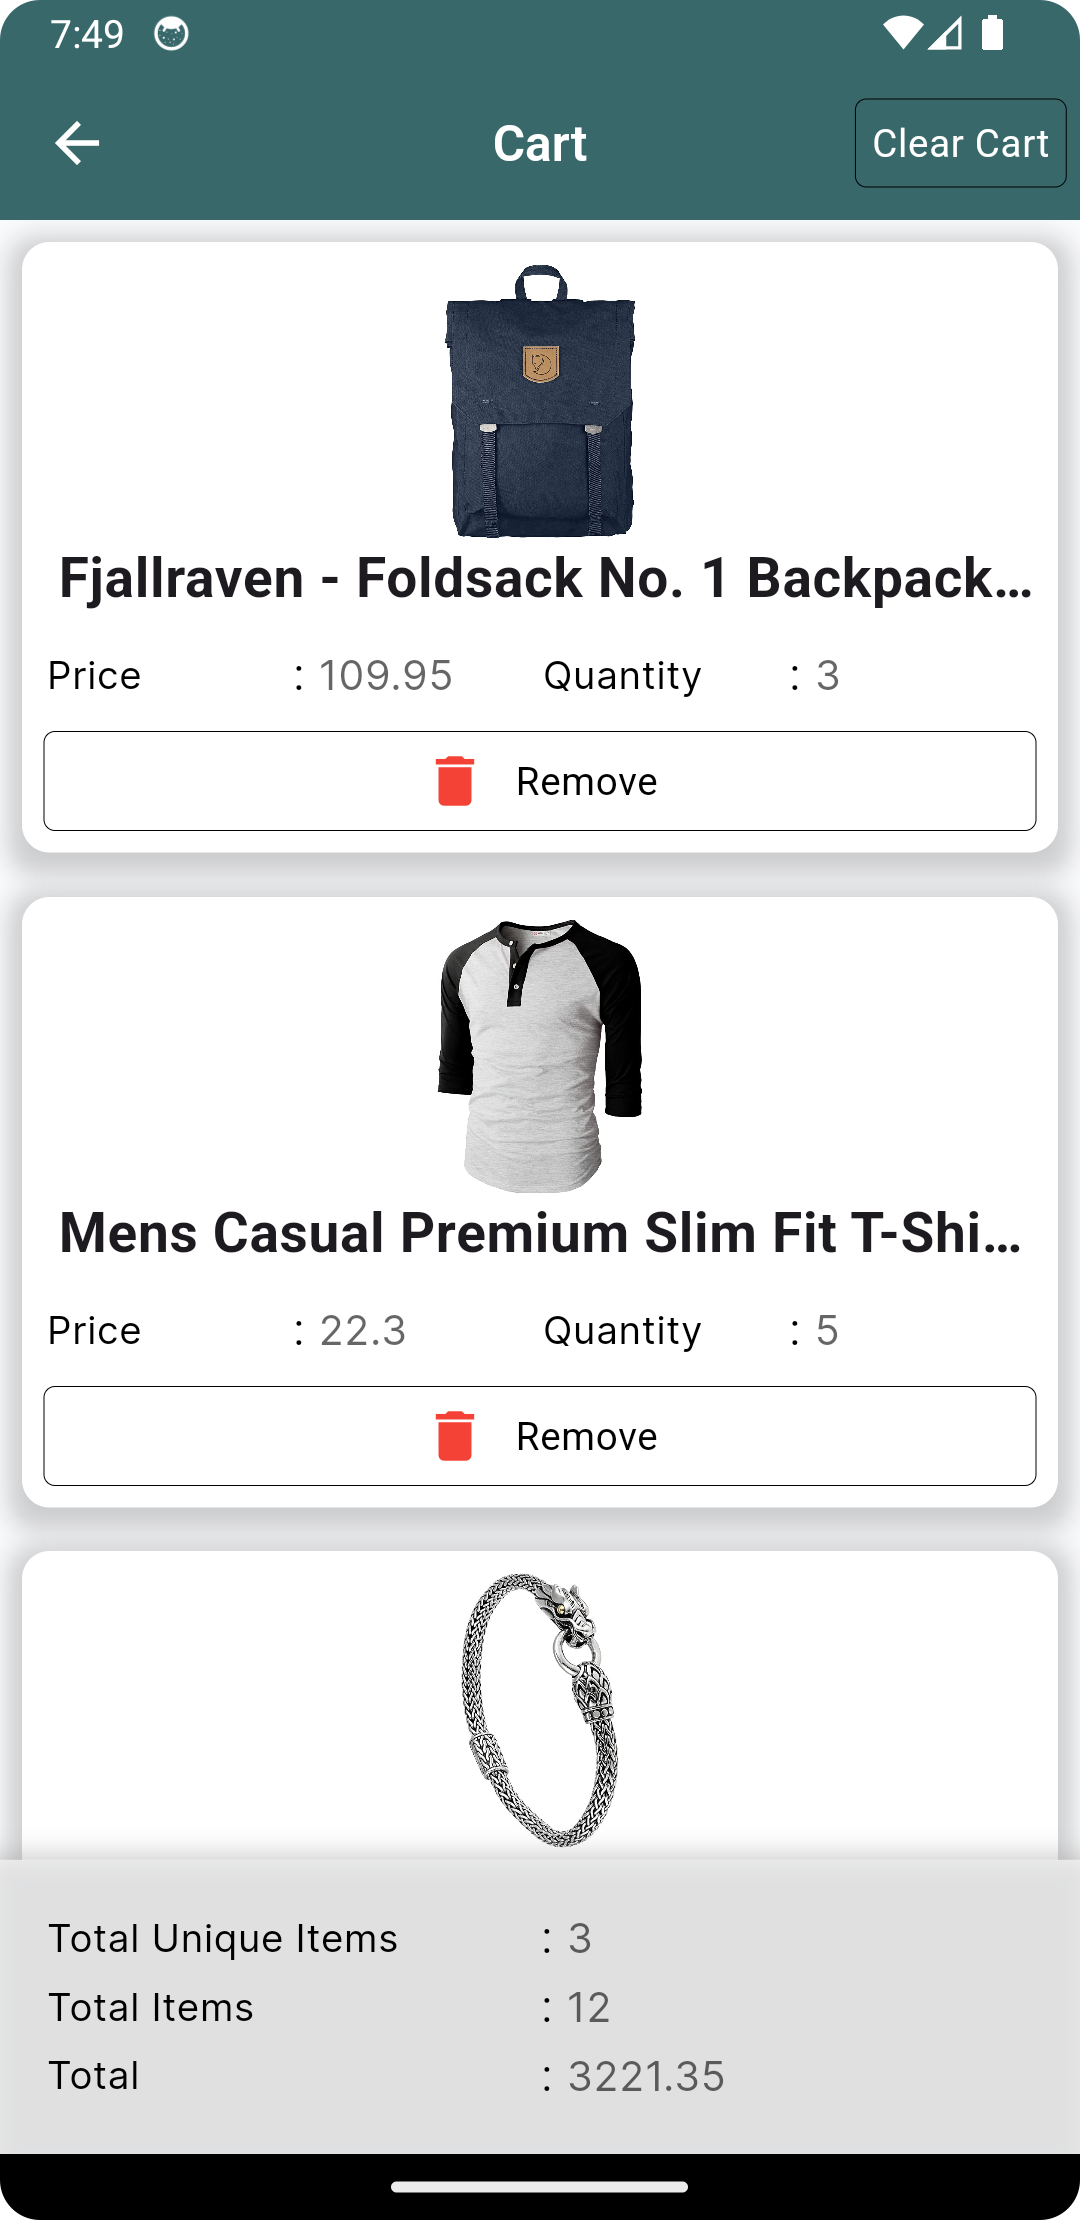 7:49
Cart
Clear Cart
Fjallraven - Foldsack No. 1 Backpack...
Price : 109.95 Quantity : 3
Remove
Mens Casual Premium Slim Fit T-Shi...
Price : 22.3 Quantity : 5
Remove
Total Unique Items : 3
Total Items : 12
Total : 3221.35